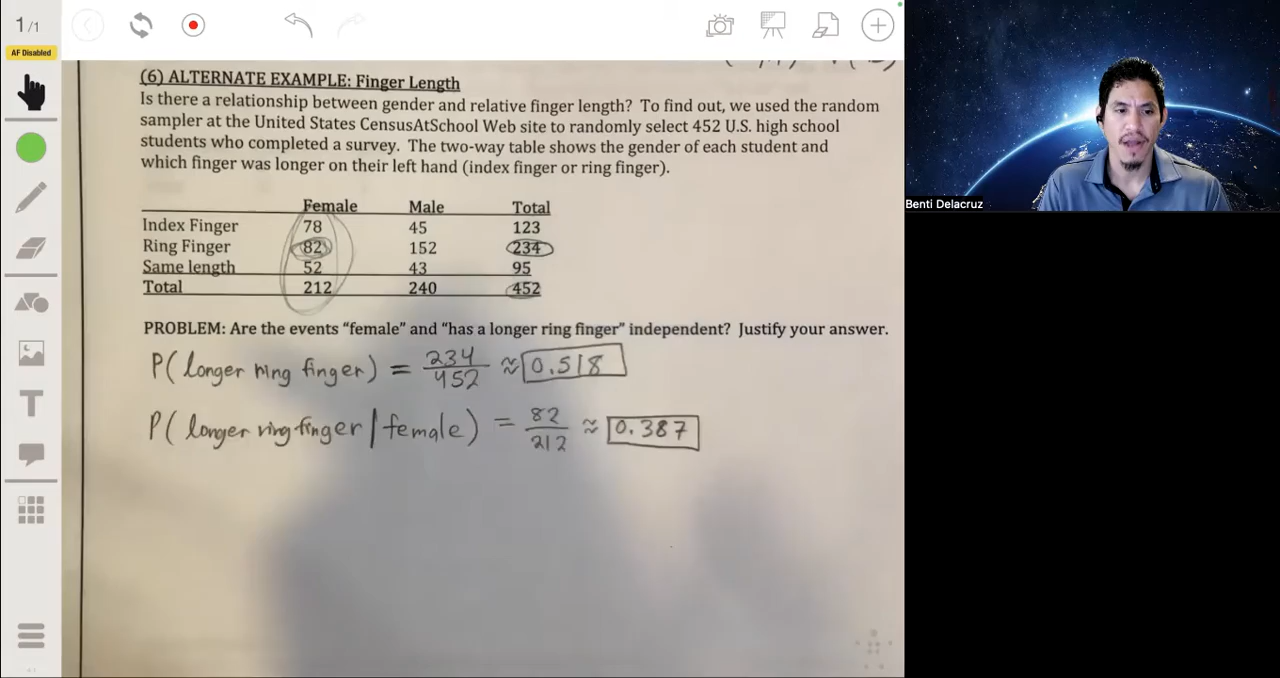 1/1
AF Disabled
(6) ALTERNATE EXAMPLE: Finger Length
Is there a relationship between gender and relative finger length? To find out, we used the random
sampler at the United States CensusAtSchool Web site to randomly select 452 U.S. high school
students who completed a survey. The two-way table shows the gender of each student and
which finger was longer on their left hand (index finger or ring finger).
Female Male Total
Index Finger 78 45 123
Ring Finger 82 152 234
Same length 52 43 95
Total 212 240 452
PROBLEM: Are the events “female” and “has a longer ring finger” independent? Justify your answer.
P( longer ring finger ) = 234/452 ≈ 0.518
P( longer ring finger | female ) = 82/212 ≈ 0.387
T
Benti Delacruz